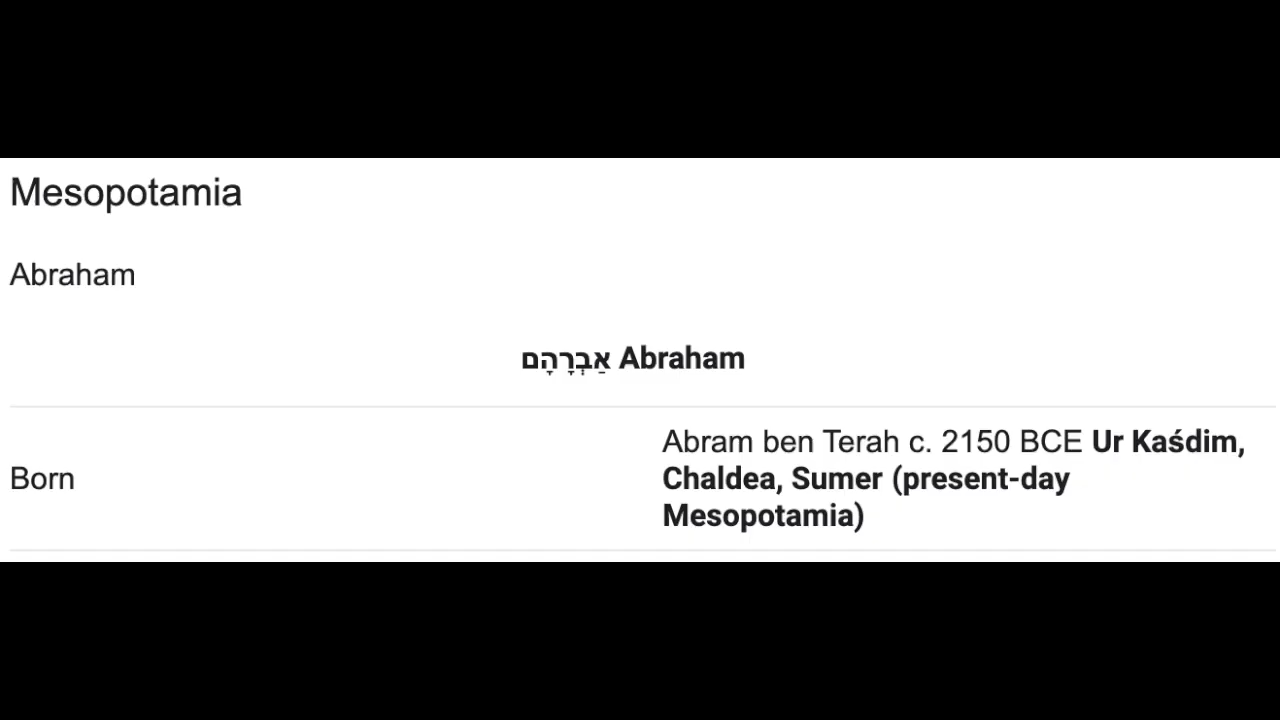 Mesopotamia
Abraham
אַבְרָהָם Abraham
Abram ben Terah c. 2150 BCE Ur Kaśdim,
Born
Chaldea, Sumer (present-day
Mesopotamia)